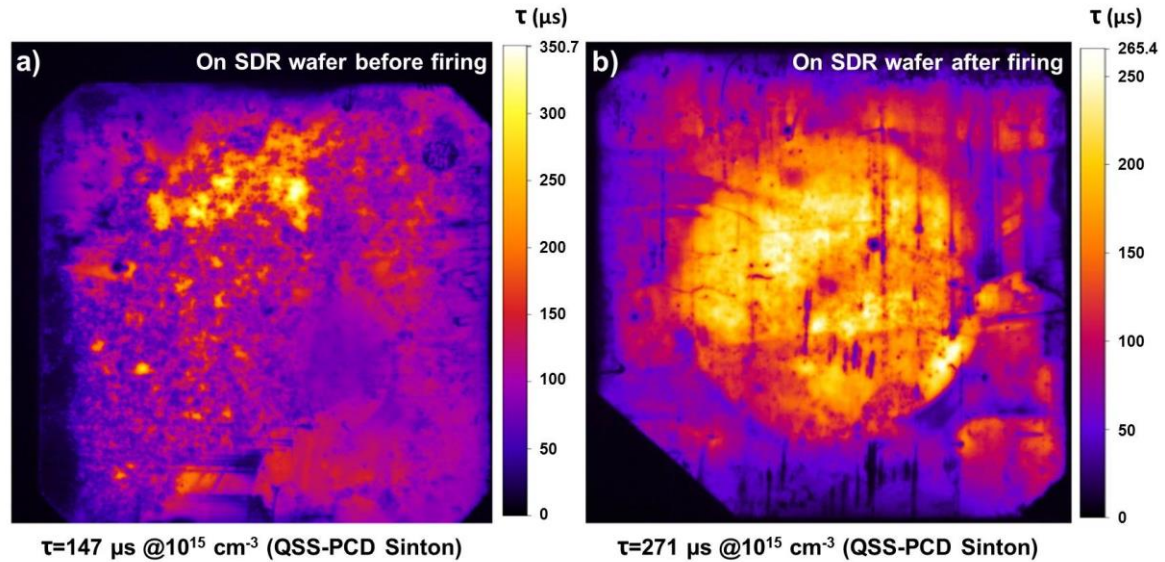 τ (µs)
a)
On SDR wafer before firing
350.7
300
250
200
150
100
50
0
τ=147 µs @10¹⁵ cm⁻³ (QSS-PCD Sinton)
τ (µs)
b)
On SDR wafer after firing
265.4
250
200
150
100
50
0
τ=271 µs @10¹⁵ cm⁻³ (QSS-PCD Sinton)